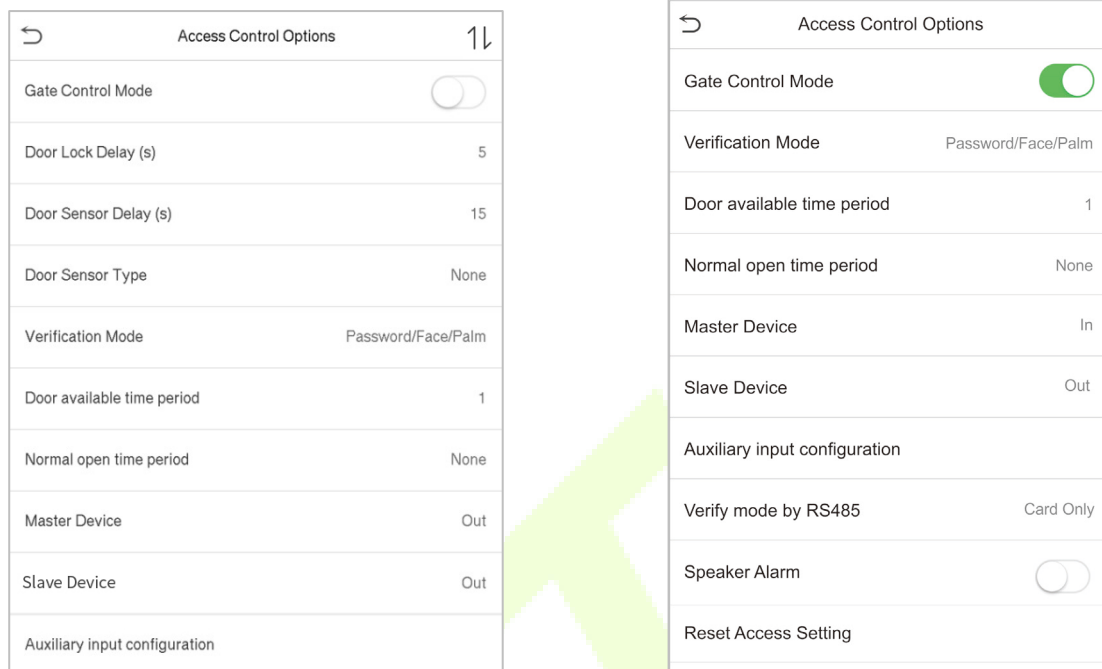 Access Control Options
Gate Control Mode
Door Lock Delay (s) 5
Door Sensor Delay (s) 15
Door Sensor Type None
Verification Mode Password/Face/Palm
Door available time period 1
Normal open time period None
Master Device Out
Slave Device Out
Auxiliary input configuration
Access Control Options
Gate Control Mode
Verification Mode Password/Face/Palm
Door available time period 1
Normal open time period None
Master Device In
Slave Device Out
Auxiliary input configuration
Verify mode by RS485 Card Only
Speaker Alarm
Reset Access Setting